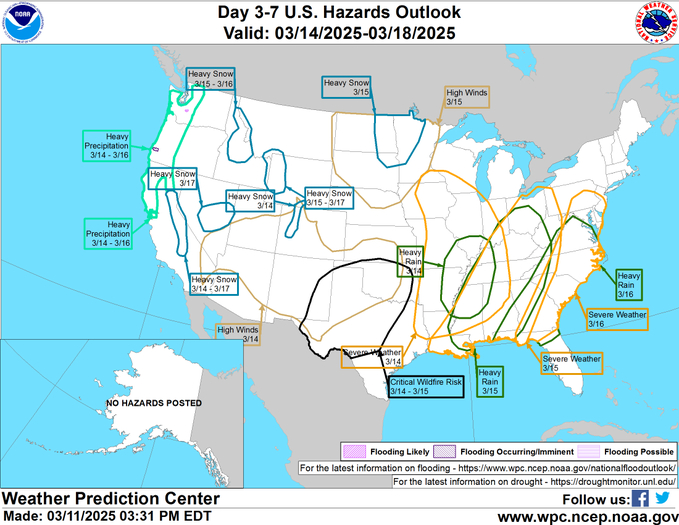 Day 3-7 U.S. Hazards Outlook
Valid: 03/14/2025-03/18/2025
NOAA
Heavy Snow
3/15 - 3/16
Heavy Snow
3/15
High Winds
3/15
Heavy
Precipitation
3/14 - 3/16
Heavy Snow
3/17
Heavy Snow
3/14
Heavy Snow
3/15 - 3/17
Heavy
Precipitation
3/14 - 3/16
Heavy
Rain
3/14
Heavy Snow
3/14 - 3/17
Heavy
Rain
3/16
High Winds
3/14
Severe Weather
3/16
Severe Weather
3/14
Severe Weather
3/15
Critical Wildfire Risk
3/14 - 3/15
Heavy
Rain
3/15
NO HAZARDS POSTED
Flooding Likely
Flooding Occurring/Imminent
Flooding Possible
For the latest information on flooding - https://www.wpc.ncep.noaa.gov/nationalfloodoutlook/
For the latest information on drought - https://droughtmonitor.unl.edu/
Weather Prediction Center
Made: 03/11/2025 03:31 PM EDT
Follow us:
www.wpc.ncep.noaa.gov